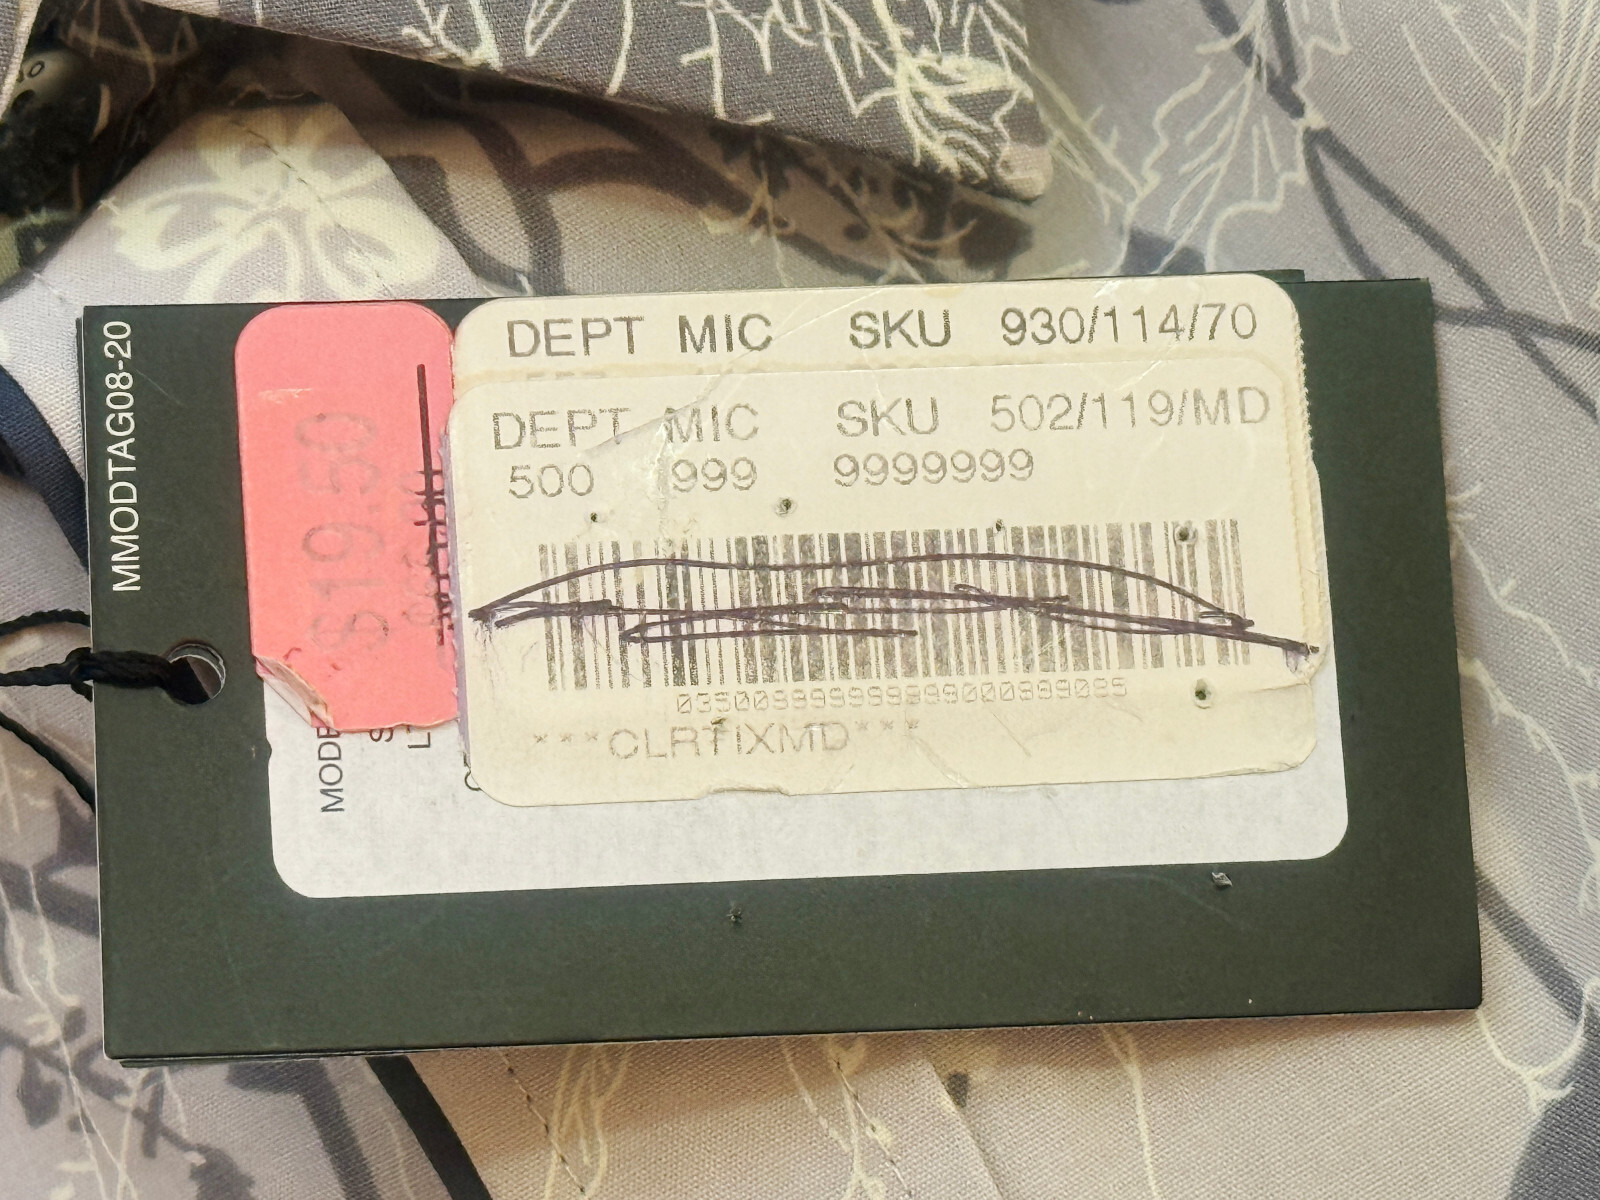 MMODTAG08-20
$19.50
DEPT MIC SKU 930/114/70
DEPT MIC SKU 502/119/MD
500 999 9999999
***CLRTIXMD***
MODE